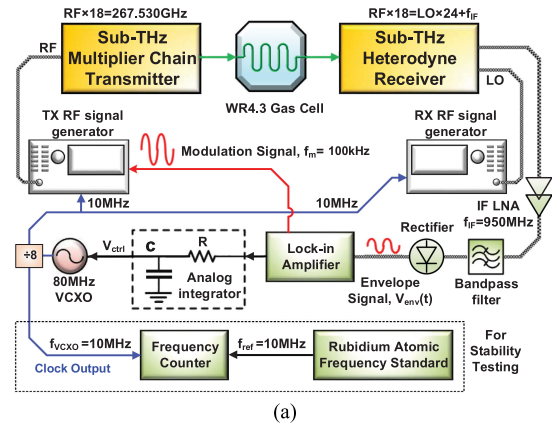 RF×18=267.530GHz
RF×18=LO×24+fIF
RF
Sub-THz
Multiplier Chain
Transmitter
Sub-THz
Heterodyne
Receiver
LO
WR4.3 Gas Cell
TX RF signal
generator
RX RF signal
generator
Modulation Signal, fm= 100kHz
10MHz
10MHz
IF LNA
fIF=950MHz
Rectifier
Vctrl
C
R
÷8
80MHz
VCXO
Analog
integrator
Lock-in
Amplifier
Envelope
Signal, Venv(t)
Bandpass
filter
fVCXO=10MHz
Clock Output
Frequency
Counter
fref=10MHz
Rubidium Atomic
Frequency Standard
For
Stability
Testing
(a)